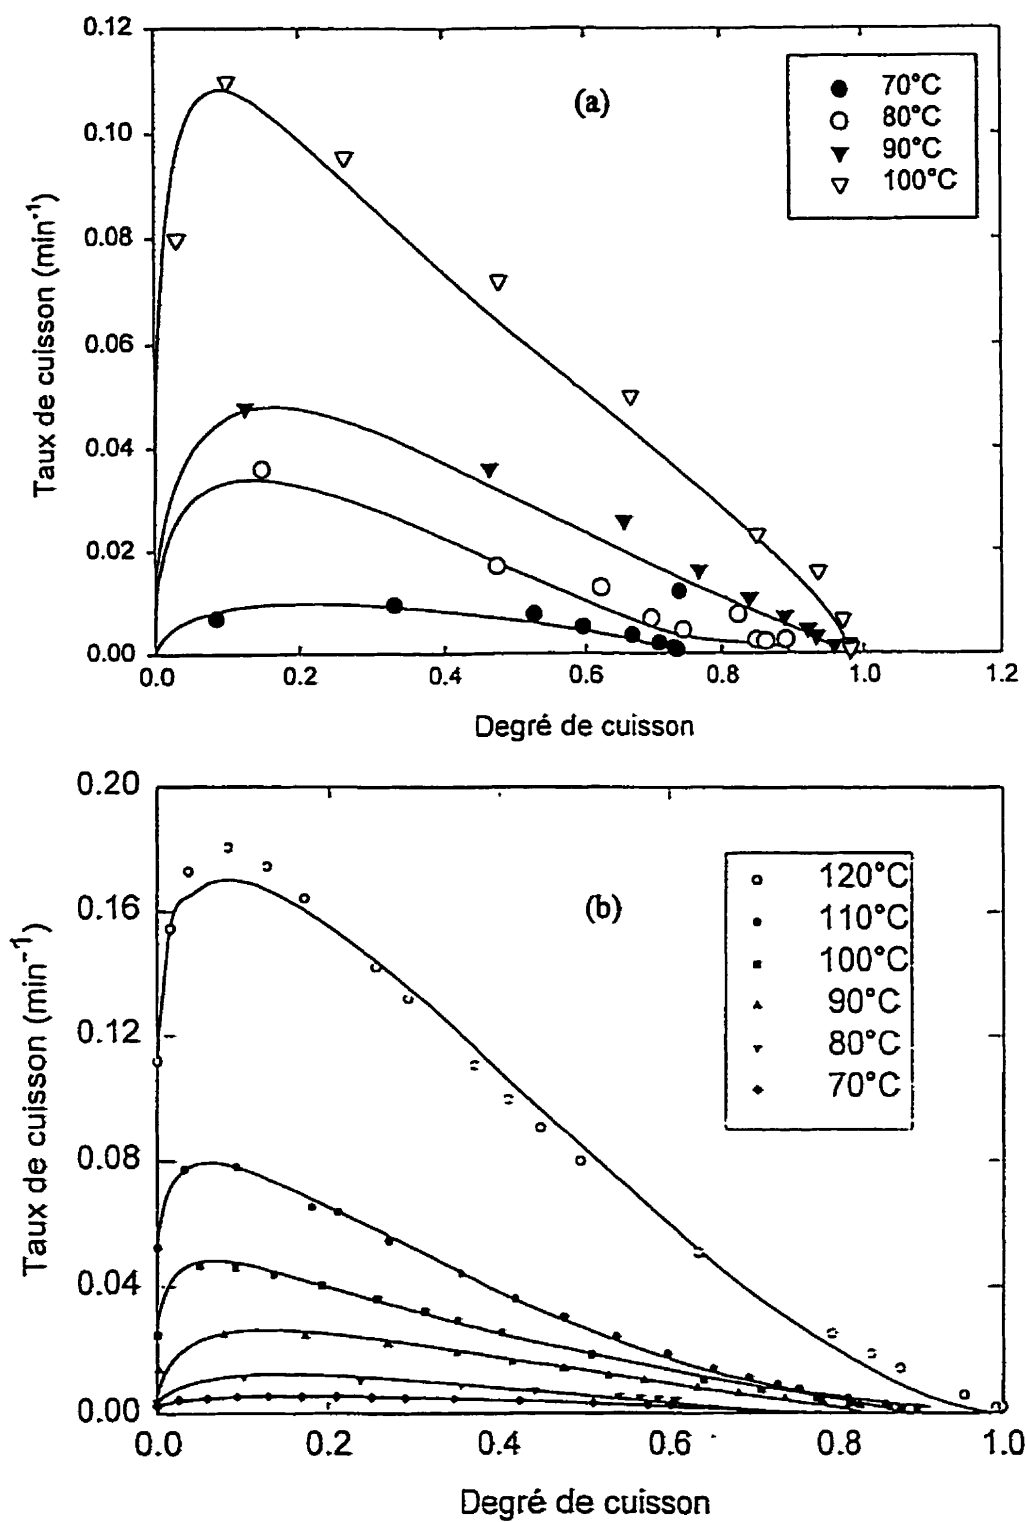 0.12
(a)
70°C
80°C
90°C
100°C
0.10
0.08
0.06
0.04
0.02
0.00
Taux de cuisson (min-1)
0.0 0.2 0.4 0.6 0.8 1.0 1.2
Degré de cuisson
0.20
(b)
120°C
110°C
100°C
90°C
80°C
70°C
0.16
0.12
0.08
0.04
0.00
Taux de cuisson (min-1)
0.0 0.2 0.4 0.6 0.8 1.0
Degré de cuisson